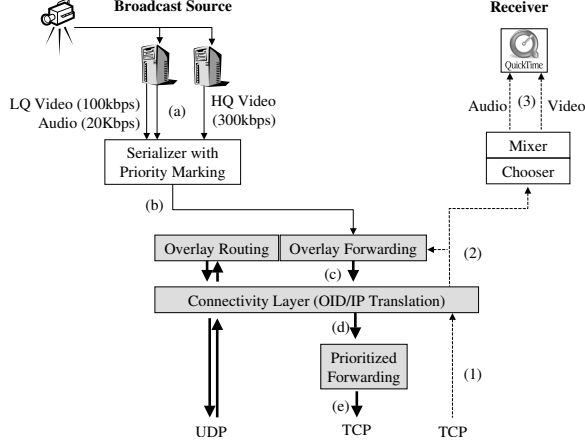 Broadcast Source
Receiver
QuickTime
LQ Video (100kbps)
Audio (20Kbps)
(a)
HQ Video
(300kbps)
Audio
(3)
Video
Serializer with
Priority Marking
Mixer
Chooser
(b)
Overlay Routing
Overlay Forwarding
(2)
(c)
Connectivity Layer (OID/IP Translation)
(d)
Prioritized
Forwarding
(1)
(e)
UDP
TCP
TCP